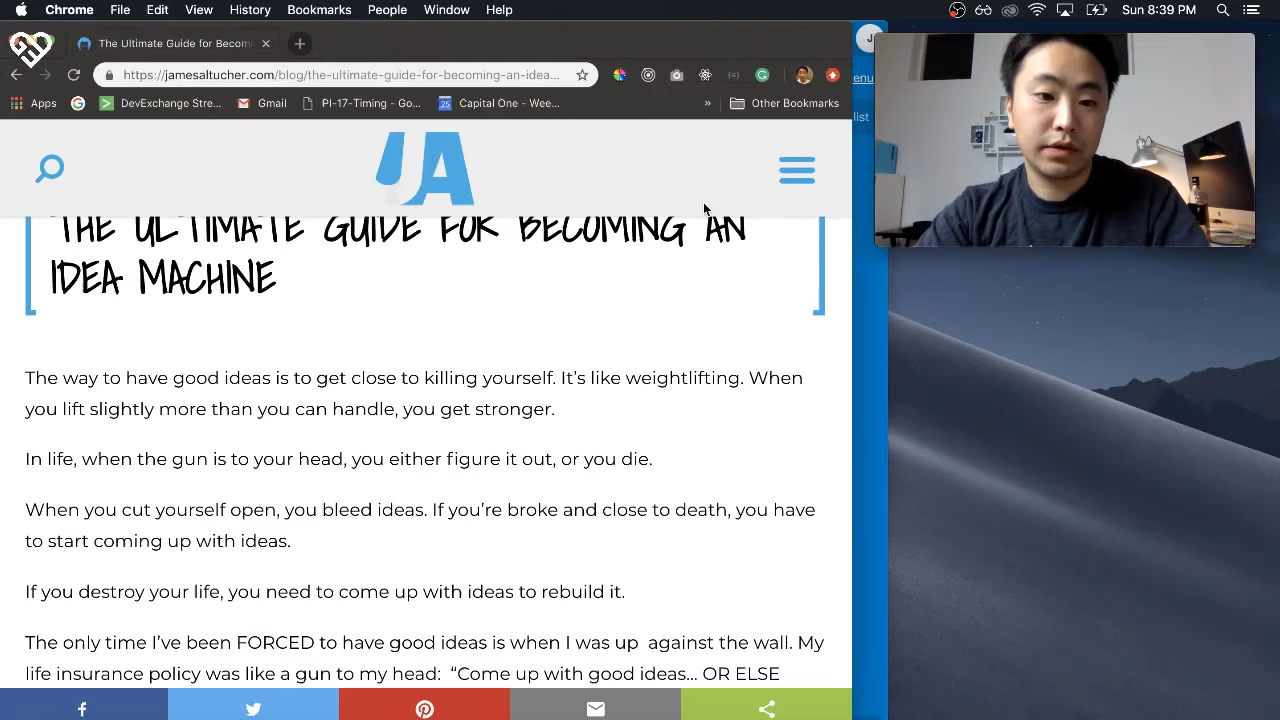 Chrome File Edit View History Bookmarks People Window Help Sun 8:39 PM
The Ultimate Guide for Becomi
https://jamesaltucher.com/blog/the-ultimate-guide-for-becoming-an-idea...
Apps DevExchange Stre... Gmail PI-17-Timing - Go... 25 Capital One - Wee... » Other Bookmarks
enu
list
JA
THE ULTIMATE GUIDE FOR BECOMING AN
IDEA MACHINE
The way to have good ideas is to get close to killing yourself. It’s like weightlifting. When
you lift slightly more than you can handle, you get stronger.
In life, when the gun is to your head, you either figure it out, or you die.
When you cut yourself open, you bleed ideas. If you’re broke and close to death, you have
to start coming up with ideas.
If you destroy your life, you need to come up with ideas to rebuild it.
The only time I’ve been FORCED to have good ideas is when I was up against the wall. My
life insurance policy was like a gun to my head: “Come up with good ideas... OR ELSE